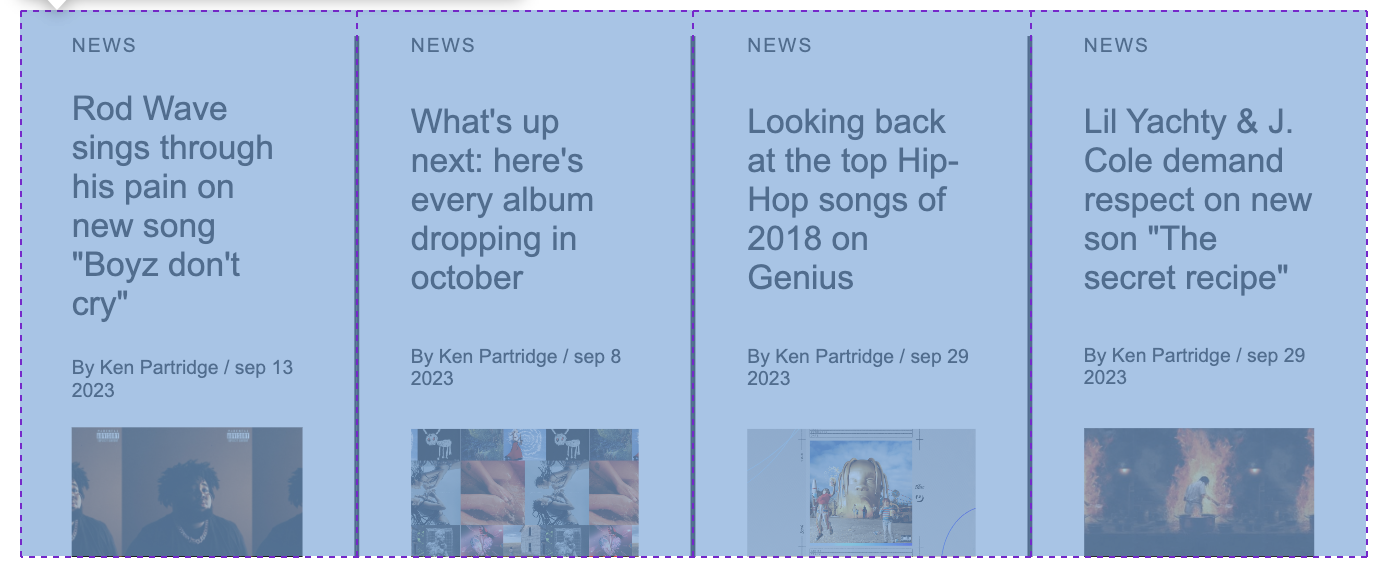 NEWS
Rod Wave
sings through
his pain on
new song
"Boyz don't
cry"
By Ken Partridge / sep 13
2023
NEWS
What's up
next: here's
every album
dropping in
october
By Ken Partridge / sep 8
2023
NEWS
Looking back
at the top Hip-
Hop songs of
2018 on
Genius
By Ken Partridge / sep 29
2023
NEWS
Lil Yachty & J.
Cole demand
respect on new
son "The
secret recipe"
By Ken Partridge / sep 29
2023